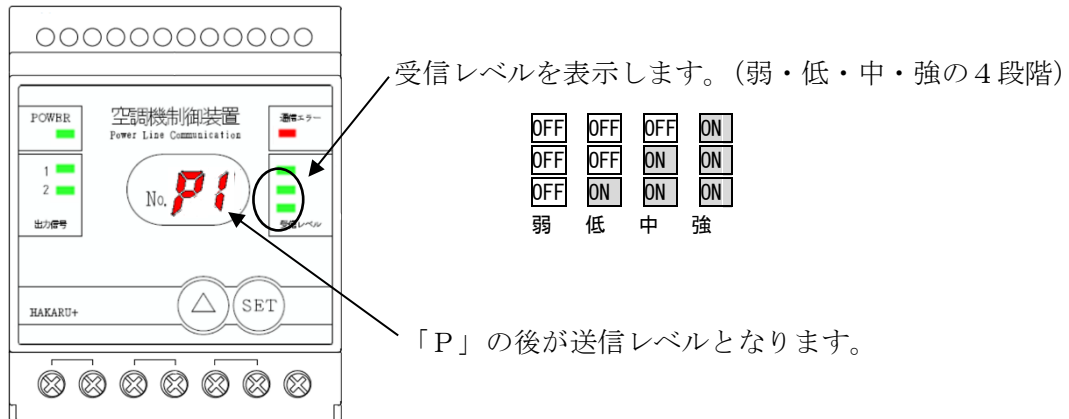 受信レベルを表示します。(弱・低・中・強の４段階)
OFF OFF OFF ON
OFF OFF ON ON
OFF ON ON ON
弱 低 中 強
POWER
空調機制御装置
Power Line Communication
通信エラー
1
2
No. P1
出力信号
受信レベル
HAKARU+
△
SET
「Ｐ」の後が送信レベルとなります。